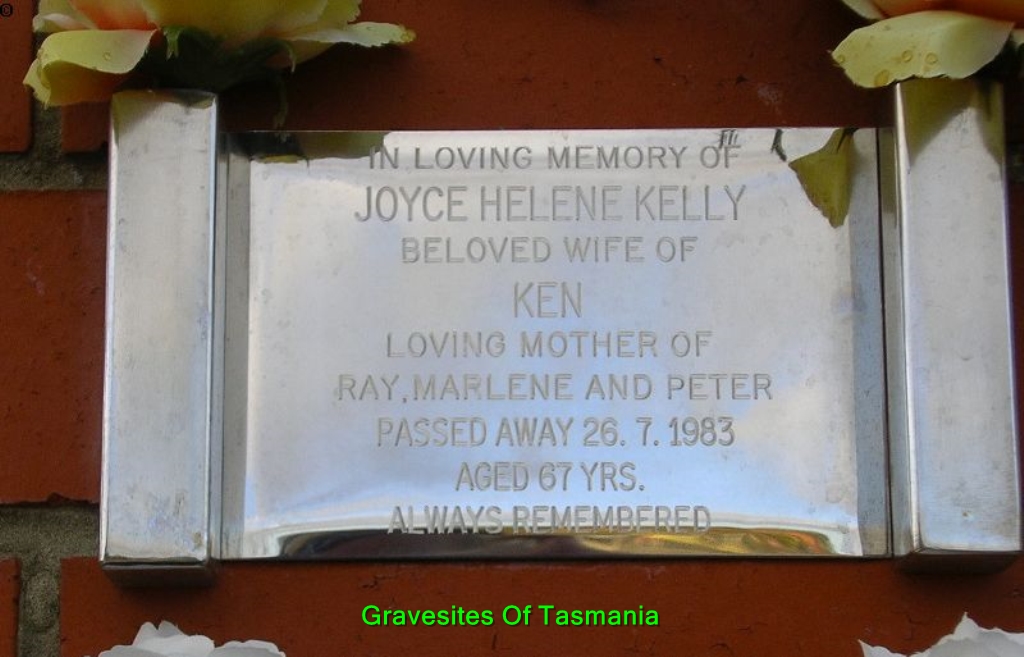 IN LOVING MEMORY OF
JOYCE HELENE KELLY
BELOVED WIFE OF
KEN
LOVING MOTHER OF
RAY, MARLENE AND PETER
PASSED AWAY 26. 7. 1983
AGED 67 YRS.
ALWAYS REMEMBERED
Gravesites Of Tasmania